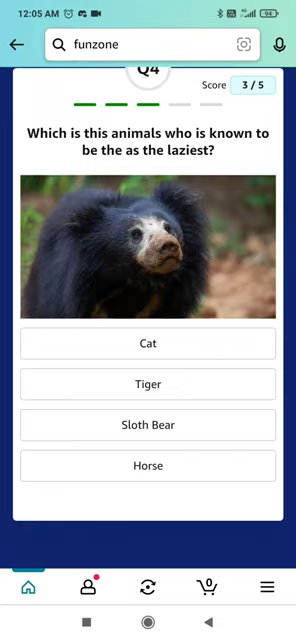 12:05 AM
94
funzone
Q4
Score 3 / 5
Which is this animals who is known to
be the as the laziest?
Cat
Tiger
Sloth Bear
Horse
0